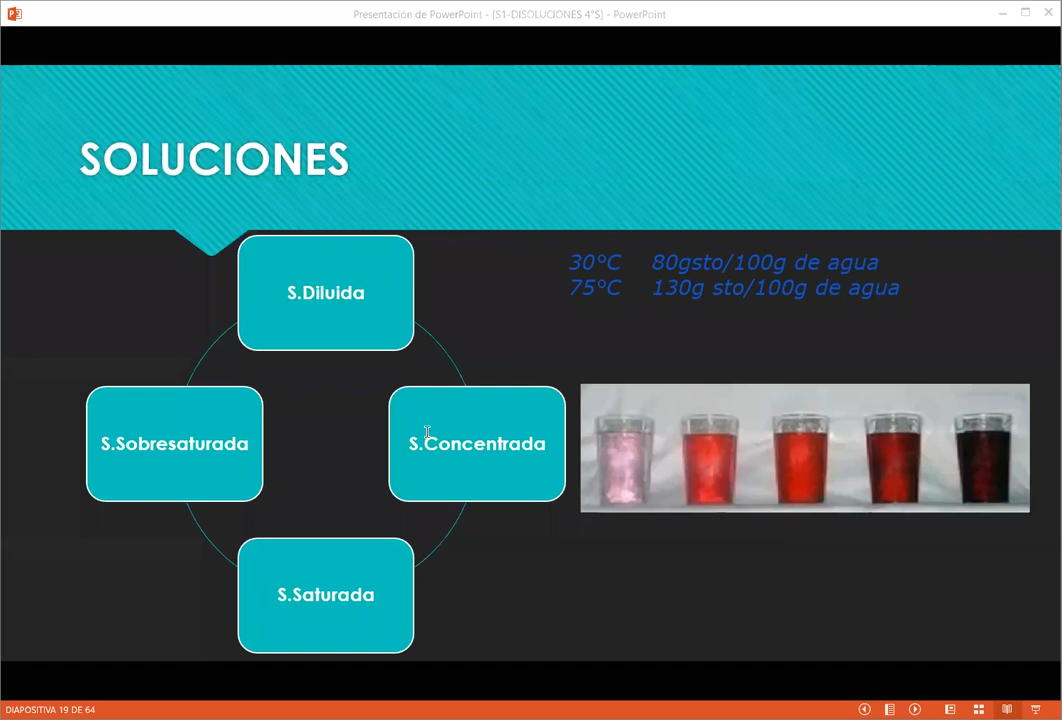 Presentación de PowerPoint - [S1-DISOLUCIONES 4°S] - PowerPoint
SOLUCIONES
S.Diluida
30°C 80gsto/100g de agua
75°C 130g sto/100g de agua
S.Sobresaturada
S.Concentrada
S.Saturada
DIAPOSITIVA 19 DE 64